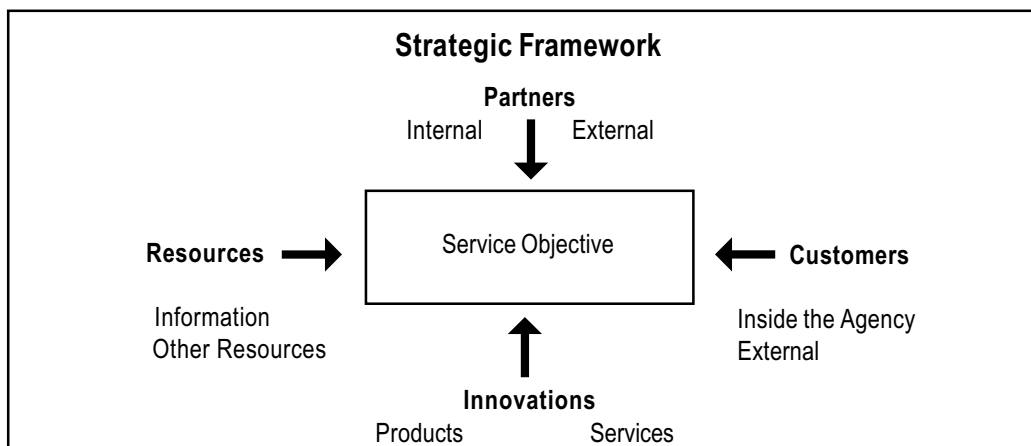 Strategic Framework
Partners
Internal External
Service Objective
Resources
Customers
Information
Other Resources
Inside the Agency
External
Innovations
Products Services